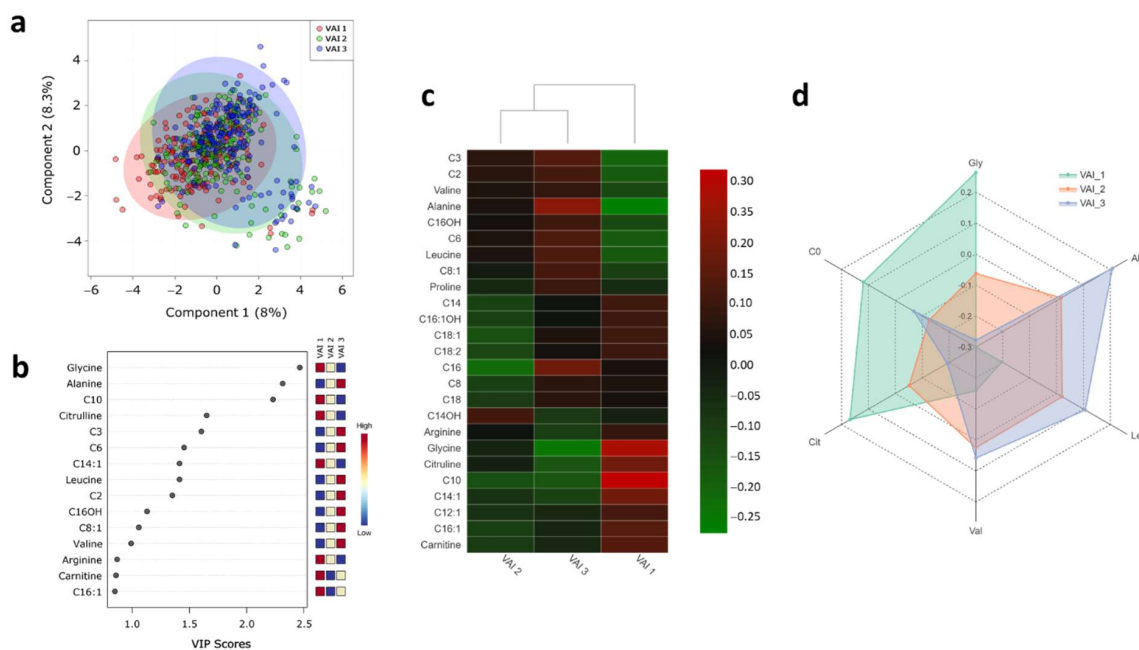 a
VAI 1
VAI 2
VAI 3
Component 2 (8.3%)
4
2
0
−2
−4
−6
−4
−2
0
2
4
6
Component 1 (8%)
b
VAI 1
VAI 2
VAI 3
Glycine
Alanine
C10
Citrulline
C3
C6
C14:1
Leucine
C2
C16OH
C8:1
Valine
Arginine
Carnitine
C16:1
High
Low
1.0
1.5
2.0
2.5
VIP Scores
c
C3
C2
Valine
Alanine
C16OH
C6
Leucine
C8:1
Proline
C14
C16:1OH
C18:1
C18:2
C16
C8
C18
C14OH
Arginine
Glycine
Citruline
C10
C14:1
C12:1
C16:1
Carnitine
VAI 2
VAI 3
VAI 1
0.30
0.25
0.20
0.15
0.10
0.05
0.00
−0.05
−0.10
−0.15
−0.20
−0.25
d
VAI_1
VAI_2
VAI_3
Gly
C0
Cit
Val
Le
Al
0.2
0.1
0.0
-0.1
-0.2
-0.3